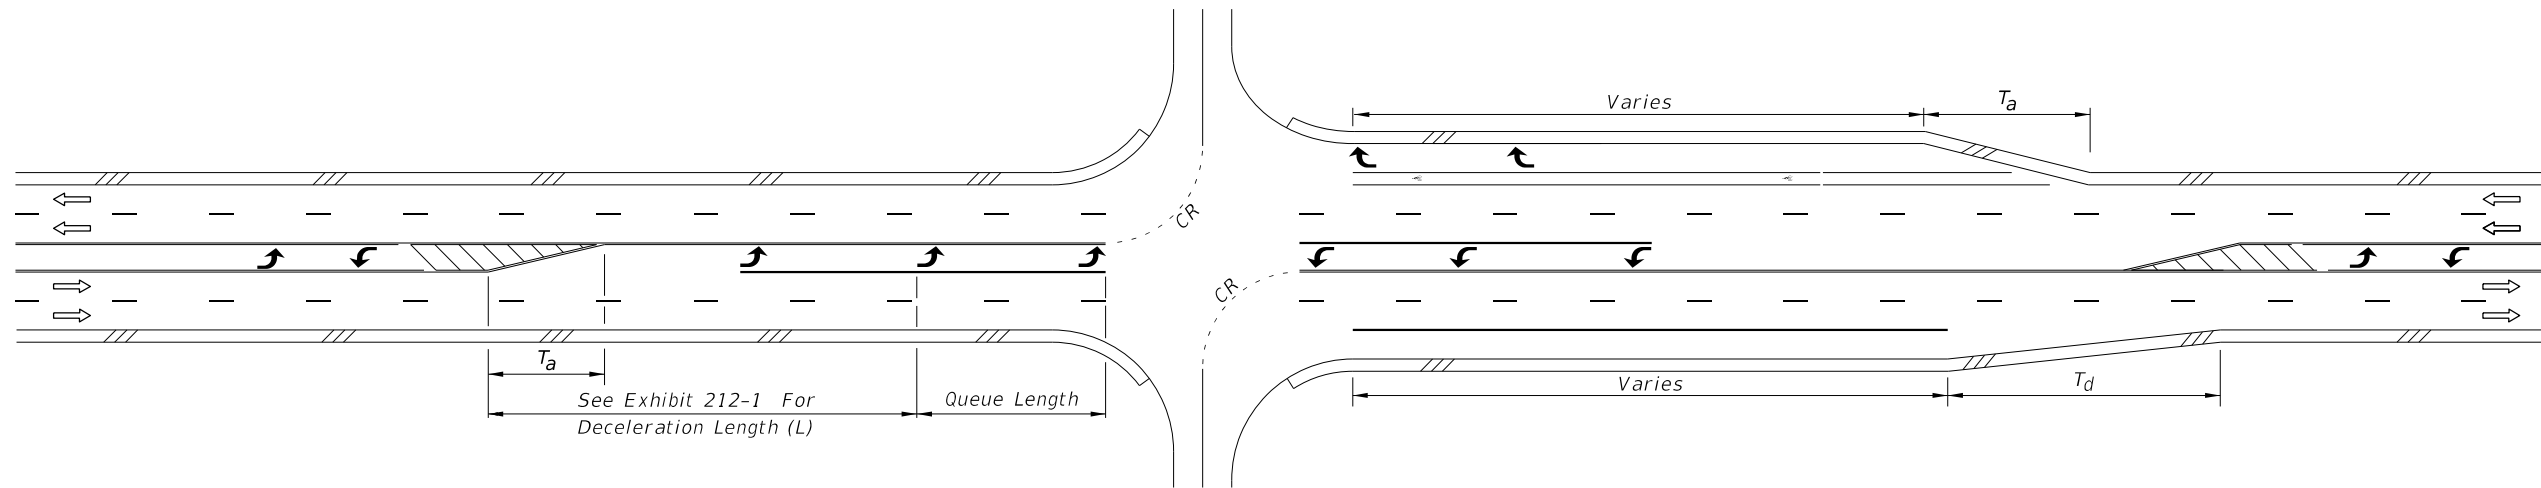 Varies
Ta
CR
CR
Ta
See Exhibit 212-1 For
Deceleration Length (L)
Queue Length
Varies
Td